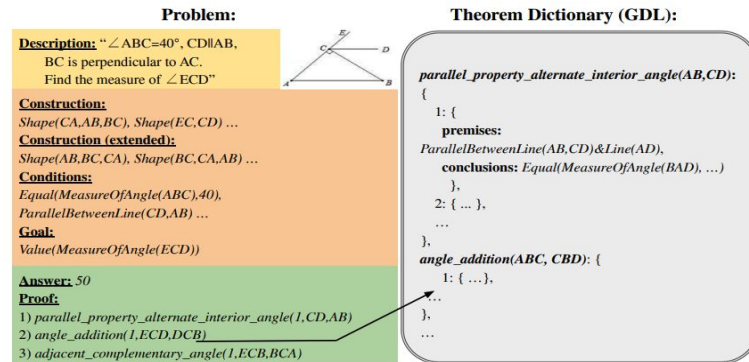 Problem:
Description: “∠ABC=40°, CD∥AB,
BC is perpendicular to AC.
Find the measure of ∠ECD”
E
C
D
A
B
Construction:
Shape(CA,AB,BC), Shape(EC,CD) …
Construction (extended):
Shape(AB,BC,CA), Shape(BC,CA,AB) …
Conditions:
Equal(MeasureOfAngle(ABC),40),
ParallelBetweenLine(CD,AB) …
Goal:
Value(MeasureOfAngle(ECD))
Answer: 50
Proof:
1) parallel_property_alternate_interior_angle(1,CD,AB)
2) angle_addition(1,ECD,DCB)
3) adjacent_complementary_angle(1,ECB,BCA)
Theorem Dictionary (GDL):
parallel_property_alternate_interior_angle(AB,CD):
{
1: {
premises:
ParallelBetweenLine(AB,CD)&Line(AD),
conclusions: Equal(MeasureOfAngle(BAD), …)
},
2: { ... },
…
},
angle_addition(ABC, CBD): {
1: { …},
…
},
…